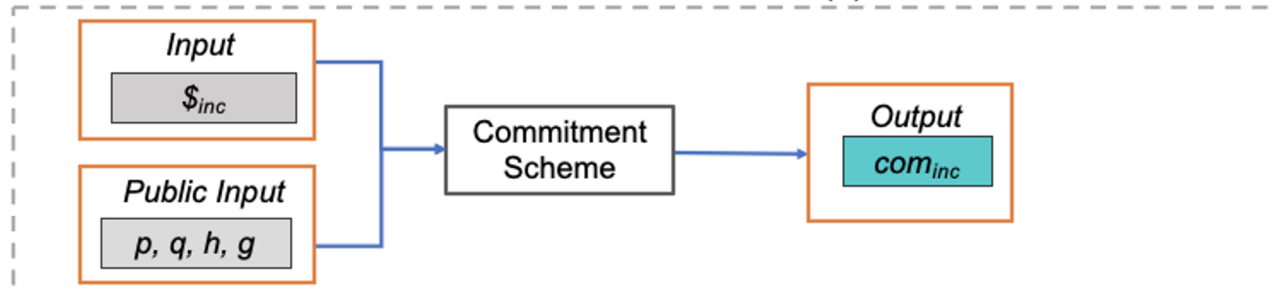 Input
$inc
Public Input
p, q, h, g
Commitment
Scheme
Output
cominc